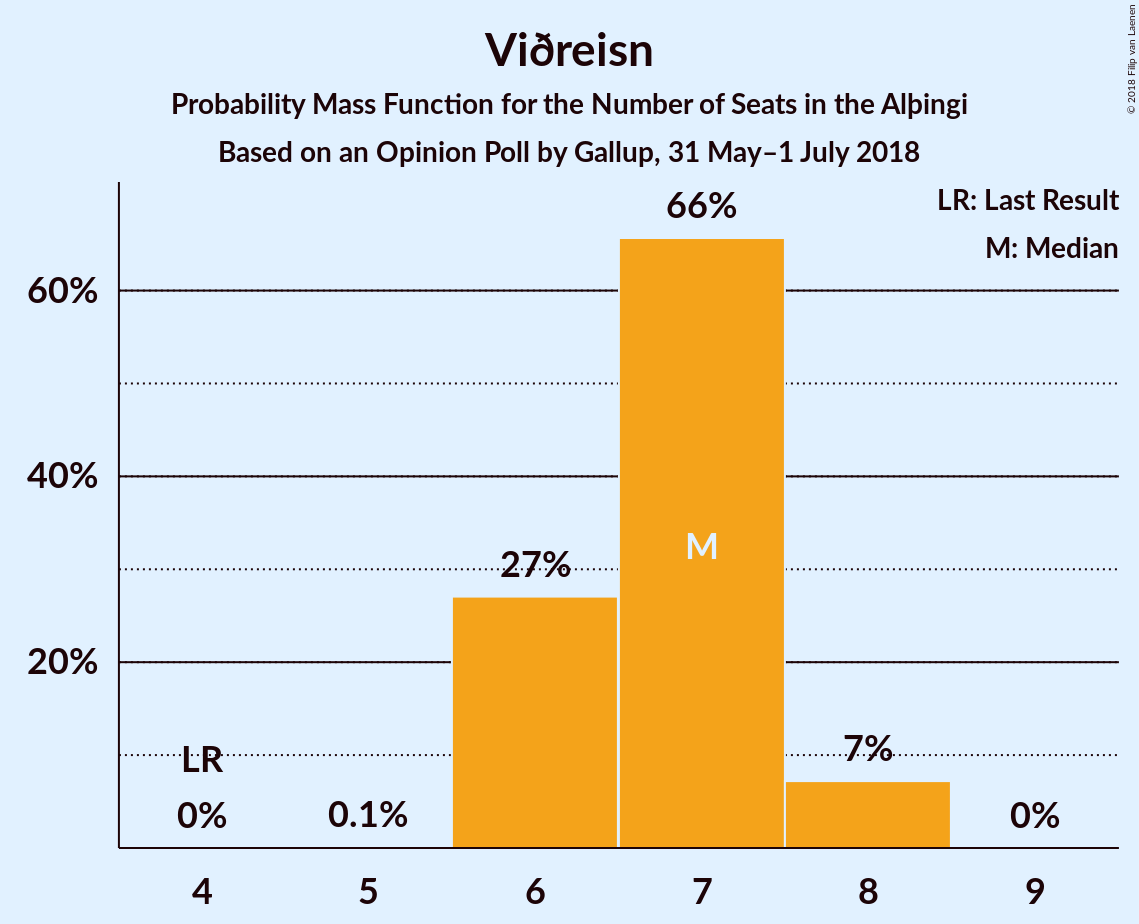 Viðreisn
Probability Mass Function for the Number of Seats in the Alþingi
Based on an Opinion Poll by Gallup, 31 May–1 July 2018
© 2018 Filip van Laenen
LR: Last Result
M: Median
66%
60%
40%
M
27%
20%
LR
7%
0%
0.1%
0%
4 5 6 7 8 9